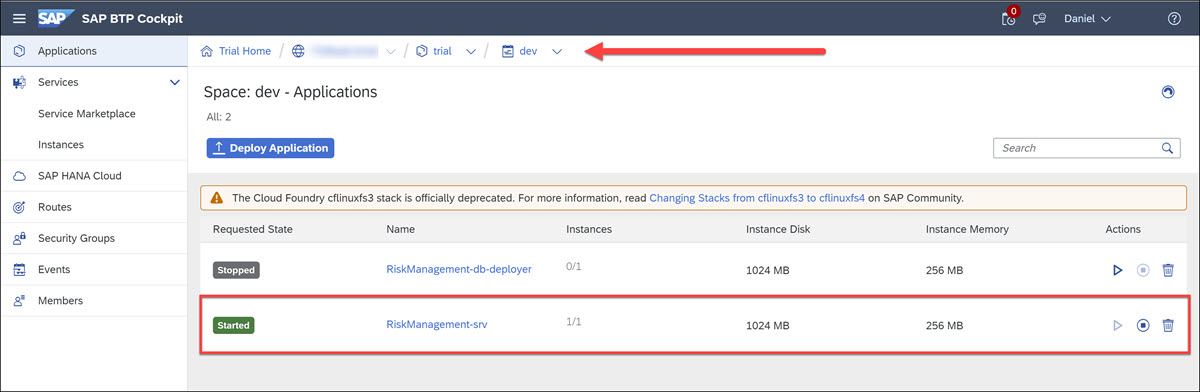 SAP SAP BTP Cockpit 0 Daniel
Applications
Services
Service Marketplace
Instances
SAP HANA Cloud
Routes
Security Groups
Events
Members
Trial Home / / trial / dev
Space: dev - Applications
All: 2
Deploy Application
Search
The Cloud Foundry cflinuxfs3 stack is officially deprecated. For more information, read Changing Stacks from cflinuxfs3 to cflinuxfs4 on SAP Community.
Requested State Name Instances Instance Disk Instance Memory Actions
Stopped RiskManagement-db-deployer 0/1 1024 MB 256 MB
Started RiskManagement-srv 1/1 1024 MB 256 MB